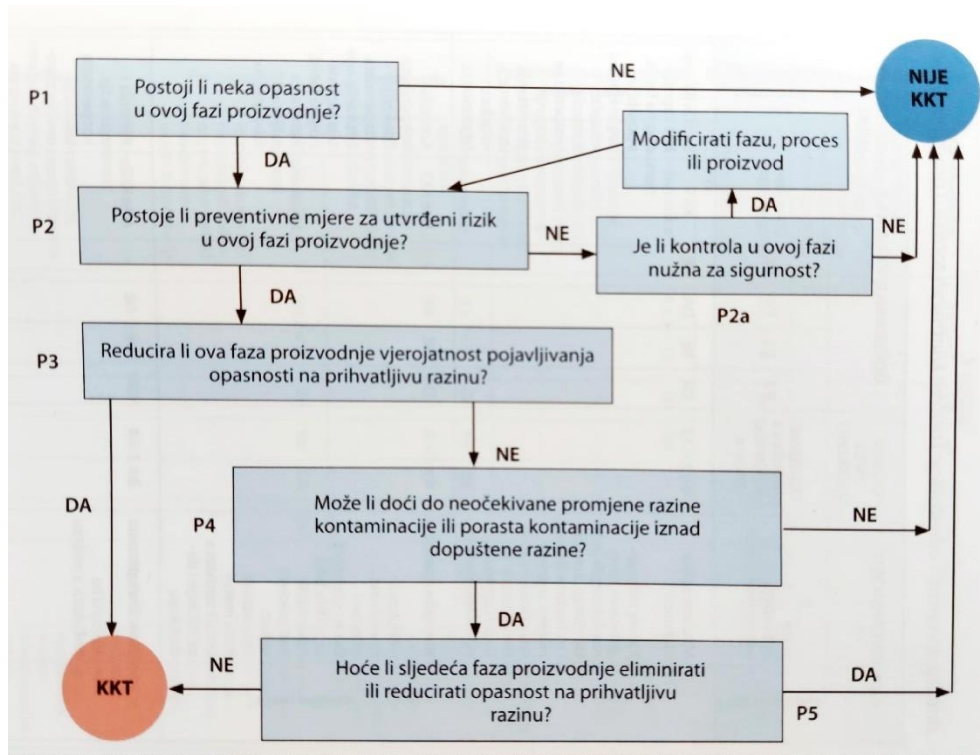 P1
Postoji li neka opasnost
u ovoj fazi proizvodnje?
NE
NIJE
KKT
DA
Modificirati fazu, proces
ili proizvod
P2
Postoje li preventivne mjere za utvrđeni rizik
u ovoj fazi proizvodnje?
NE
DA
Je li kontrola u ovoj fazi
nužna za sigurnost?
NE
P2a
DA
P3
Reducira li ova faza proizvodnje vjerojatnost pojavljivanja
opasnosti na prihvatljivu razinu?
DA
NE
P4
Može li doći do neočekivane promjene razine
kontaminacije ili porasta kontaminacije iznad
dopuštene razine?
NE
DA
KKT
NE
Hoće li sljedeća faza proizvodnje eliminirati
ili reducirati opasnost na prihvatljivu
razinu?
DA
P5